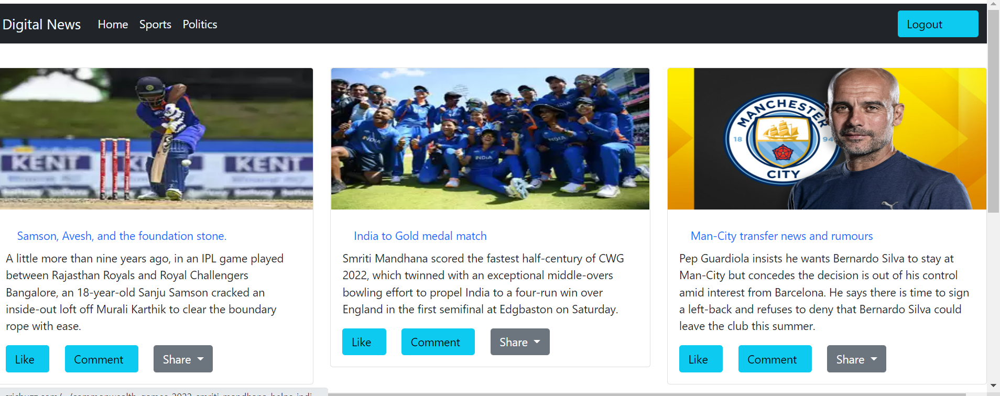 Digital News Home Sports Politics Logout
KENT
KENT
INDIA
INDIA
INDIA
MANCHESTER
18 94
CITY
Samson, Avesh, and the foundation stone.
A little more than nine years ago, in an IPL game played
between Rajasthan Royals and Royal Challengers
Bangalore, an 18-year-old Sanju Samson cracked an
inside-out loft off Murali Karthik to clear the boundary
rope with ease.
Like Comment Share
India to Gold medal match
Smriti Mandhana scored the fastest half-century of CWG
2022, which twinned with an exceptional middle-overs
bowling effort to propel India to a four-run win over
England in the first semifinal at Edgbaston on Saturday.
Like Comment Share
Man-City transfer news and rumours
Pep Guardiola insists he wants Bernardo Silva to stay at
Man-City but concedes the decision is out of his control
amid interest from Barcelona. He says there is time to sign
a left-back and refuses to deny that Bernardo Silva could
leave the club this summer.
Like Comment Share